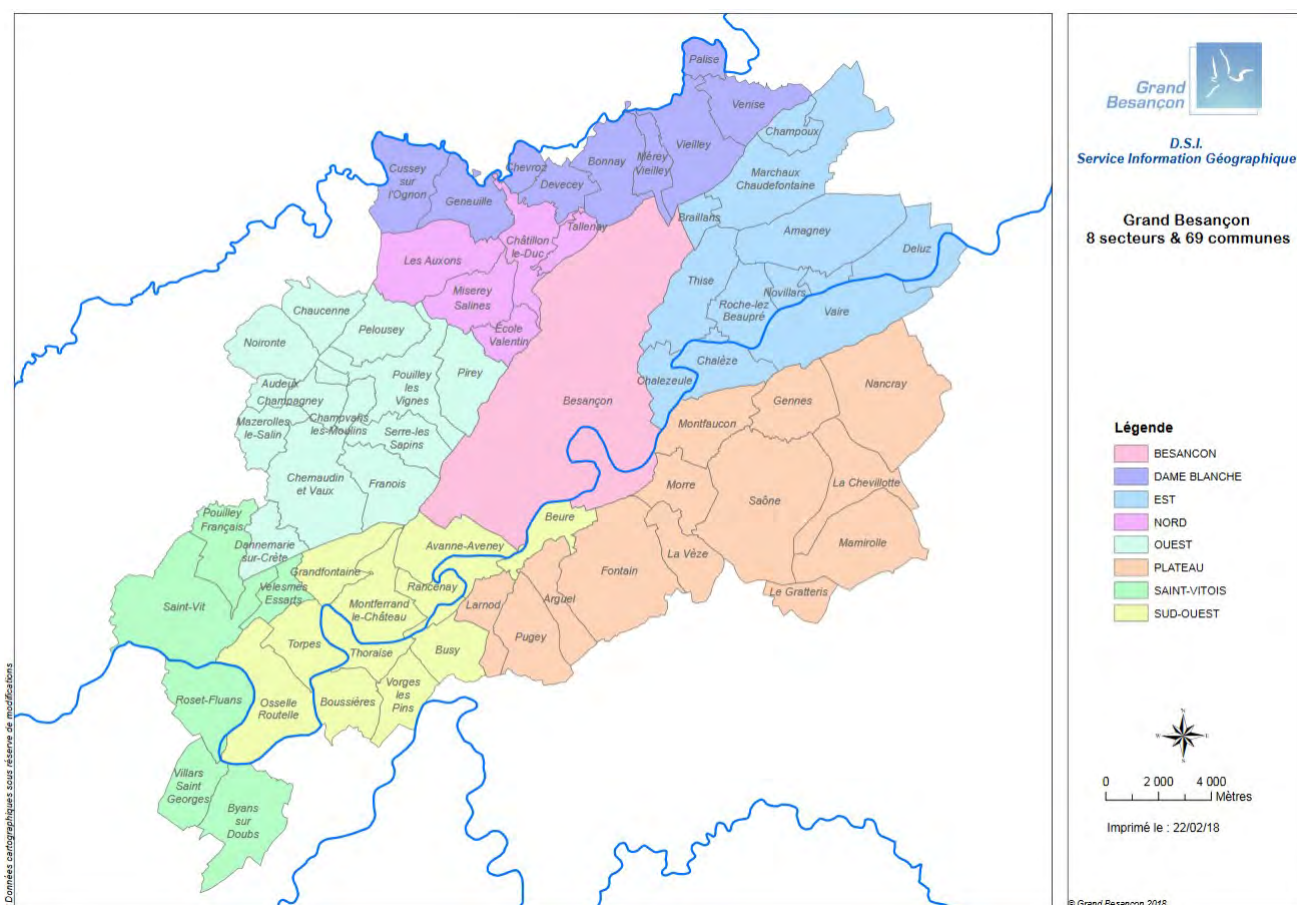 Palise
Venise
Champoux
Vieilley
Mérey
Vieilley
Bonnay
Chevroz
Devecey
Cussey
sur
l'Ognon
Geneuille
Marchaux
Chaudefontaine
Braillans
Tallenay
Châtillon
le-Duc
Amagney
Deluz
Les Auxons
Thise
Novillars
Roche-lez
Beaupré
Vaire
Miserey
Salines
École
Valentin
Chaucenne
Pelousey
Noironte
Pirey
Pouilley
les
Vignes
Audeux
Champagney
Champvans
les-Moulins
Mazerolles
le-Salin
Serre-les
Sapins
Chemaudin
et Vaux
Franois
Besançon
Chalèze
Chalezeule
Nancray
Gennes
Montfaucon
Morre
Saône
La Chevillotte
Mamirolle
La Vèze
Le Gratteris
Fontain
Beure
Avanne-Aveney
Pouilley
Français
Dannemarie
sur-Crète
Grandfontaine
Velesmes
Essarts
Rancenay
Saint-Vit
Montferrand
le-Château
Larnod
Arguel
Pugey
Torpes
Thoraise
Busy
Roset-Fluans
Osselle
Routelle
Boussières
Vorges
les
Pins
Villars
Saint
Georges
Byans
sur
Doubs
Données cartographiques sous réserve de modifications
Grand
Besançon
D.S.I.
Service Information Géographique
Grand Besançon
8 secteurs & 69 communes
Légende
BESANCON
DAME BLANCHE
EST
NORD
OUEST
PLATEAU
SAINT-VITOIS
SUD-OUEST
N
W
E
S
0 2 000 4 000
Mètres
Imprimé le : 22/02/18
© Grand Besançon 2018